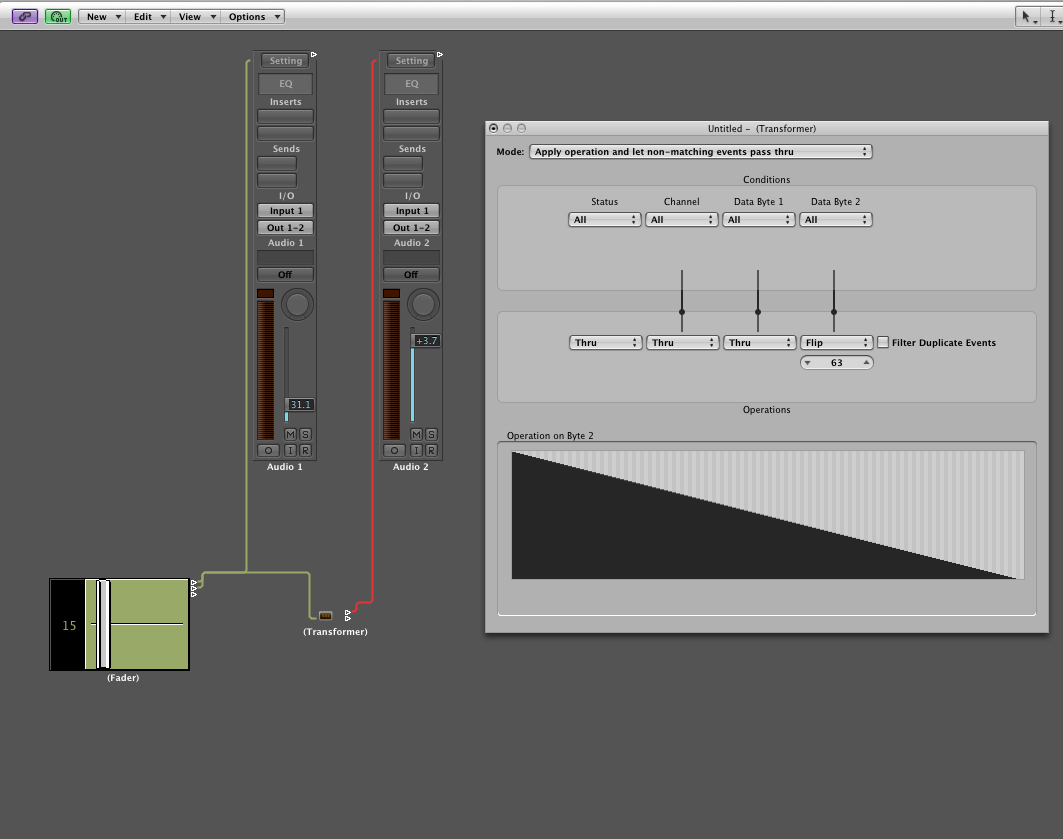 OUT New Edit View Options
Setting Setting
EQ EQ
Inserts Inserts
Sends Sends
I/O I/O
Input 1 Input 1
Out 1-2 Out 1-2
Audio 1 Audio 2
Off Off
+3.7
31.1
M S M S
O I R O I R
Audio 1 Audio 2
Untitled - (Transformer)
Mode: Apply operation and let non-matching events pass thru
Conditions
Status Channel Data Byte 1 Data Byte 2
All All All All
Thru Thru Thru Flip Filter Duplicate Events
63
Operations
Operation on Byte 2
15
(Fader)
(Transformer)